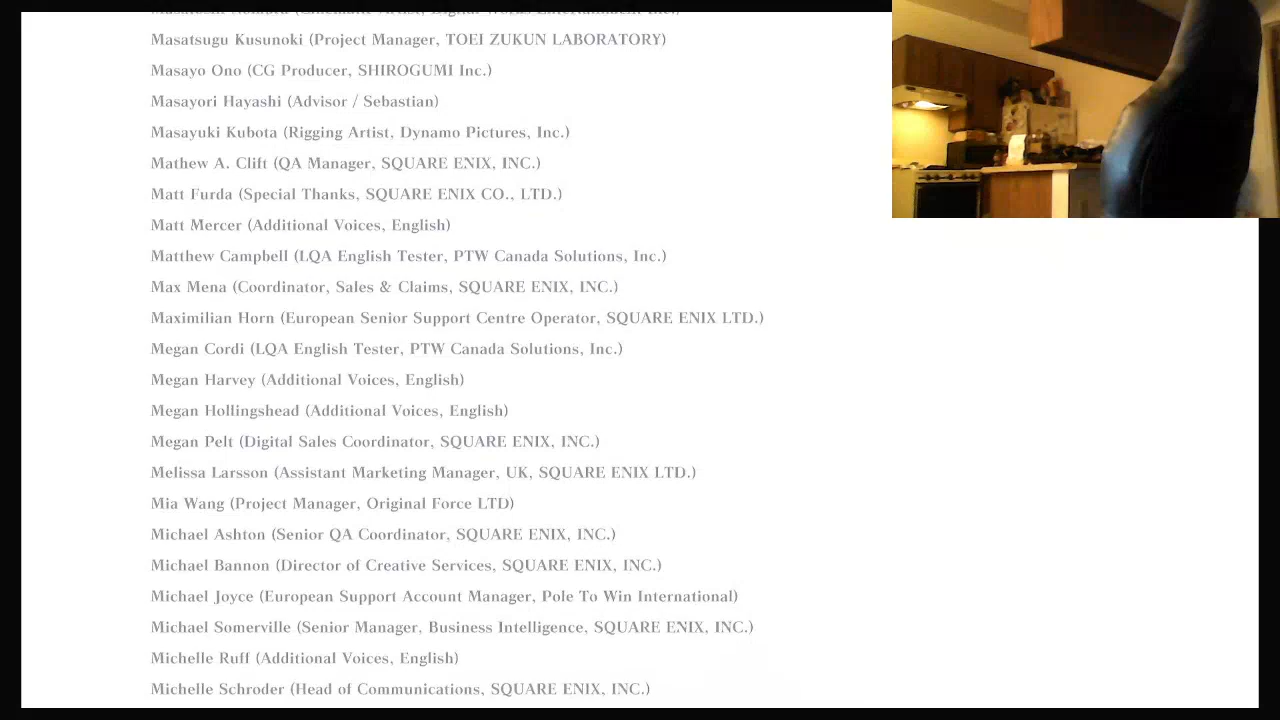 Masatsugu Kusunoki (Project Manager, TOEI ZUKUN LABORATORY)
Masayo Ono (CG Producer, SHIROGUMI Inc.)
Masayori Hayashi (Advisor / Sebastian)
Masayuki Kubota (Rigging Artist, Dynamo Pictures, Inc.)
Mathew A. Clift (QA Manager, SQUARE ENIX, INC.)
Matt Furda (Special Thanks, SQUARE ENIX CO., LTD.)
Matt Mercer (Additional Voices, English)
Matthew Campbell (LQA English Tester, PTW Canada Solutions, Inc.)
Max Mena (Coordinator, Sales & Claims, SQUARE ENIX, INC.)
Maximilian Horn (European Senior Support Centre Operator, SQUARE ENIX LTD.)
Megan Cordi (LQA English Tester, PTW Canada Solutions, Inc.)
Megan Harvey (Additional Voices, English)
Megan Hollingshead (Additional Voices, English)
Megan Pelt (Digital Sales Coordinator, SQUARE ENIX, INC.)
Melissa Larsson (Assistant Marketing Manager, UK, SQUARE ENIX LTD.)
Mia Wang (Project Manager, Original Force LTD)
Michael Ashton (Senior QA Coordinator, SQUARE ENIX, INC.)
Michael Bannon (Director of Creative Services, SQUARE ENIX, INC.)
Michael Joyce (European Support Account Manager, Pole To Win International)
Michael Somerville (Senior Manager, Business Intelligence, SQUARE ENIX, INC.)
Michelle Ruff (Additional Voices, English)
Michelle Schroder (Head of Communications, SQUARE ENIX, INC.)